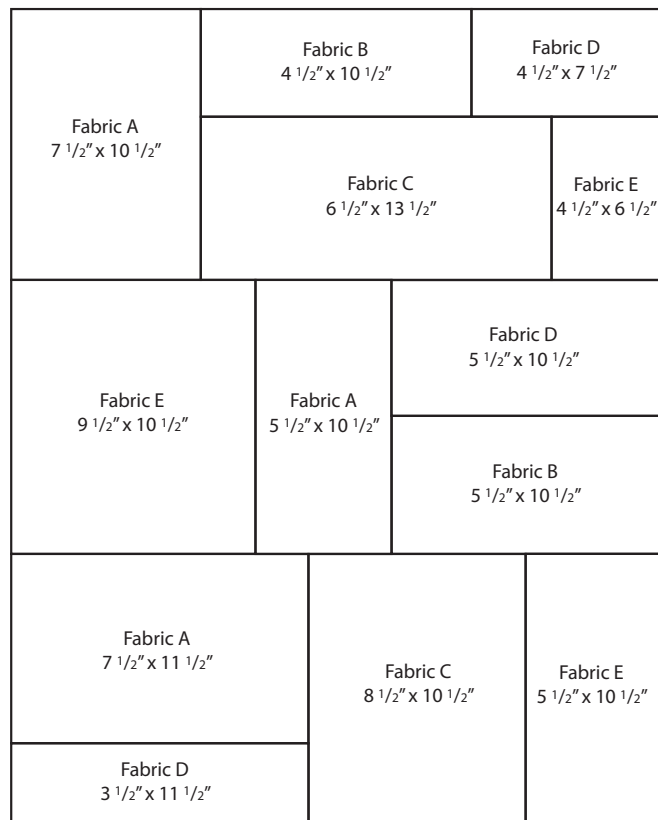 Fabric A
7 1/2” x 10 1/2”
Fabric B
4 1/2” x 10 1/2”
Fabric D
4 1/2” x 7 1/2”
Fabric C
6 1/2” x 13 1/2”
Fabric E
4 1/2” x 6 1/2”
Fabric E
9 1/2” x 10 1/2”
Fabric A
5 1/2” x 10 1/2”
Fabric D
5 1/2” x 10 1/2”
Fabric B
5 1/2” x 10 1/2”
Fabric A
7 1/2” x 11 1/2”
Fabric D
3 1/2” x 11 1/2”
Fabric C
8 1/2” x 10 1/2”
Fabric E
5 1/2” x 10 1/2”